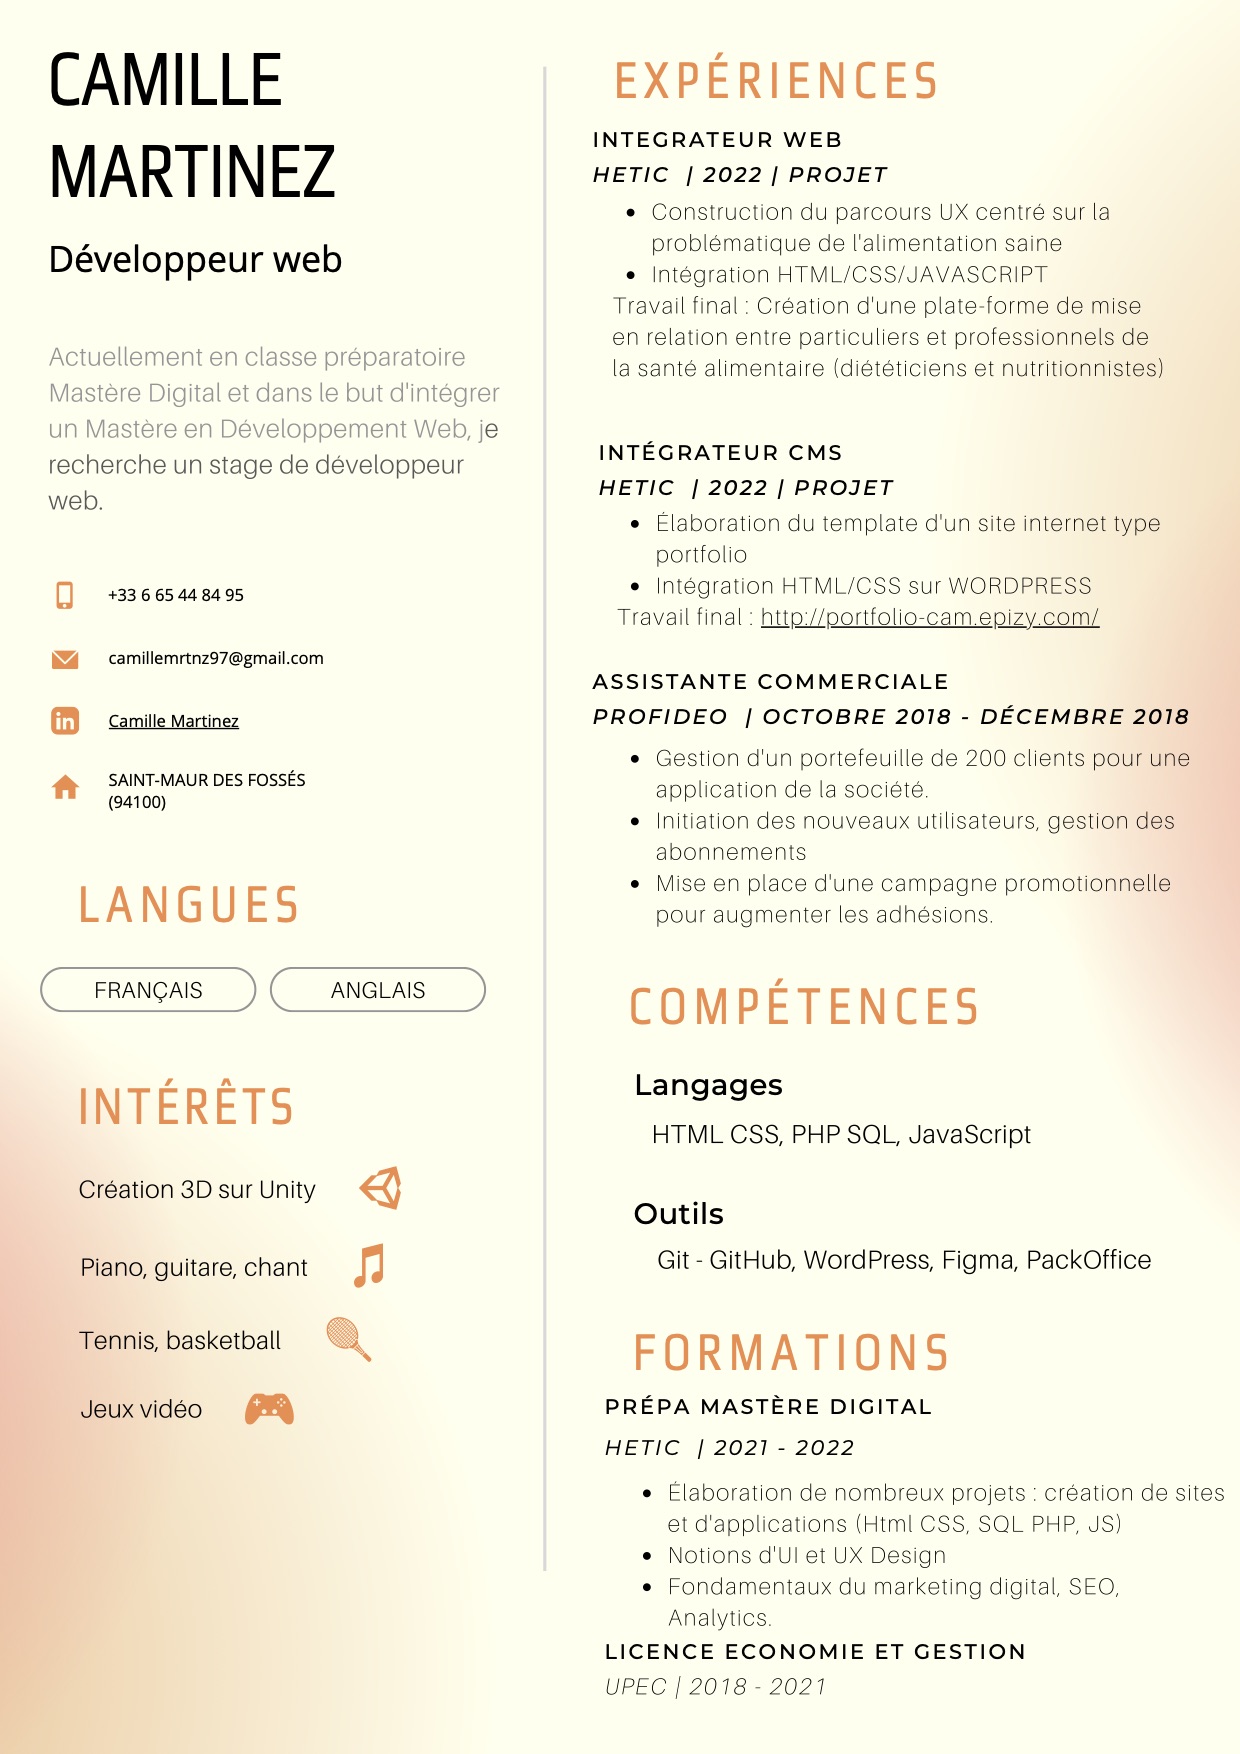 CAMILLE
MARTINEZ
Développeur web
Actuellement en classe préparatoire
Mastère Digital et dans le but d'intégrer
un Mastère en Développement Web, je
recherche un stage de développeur
web.
+33 6 65 44 84 95
camillemrtnz97@gmail.com
in
Camille Martinez
SAINT-MAUR DES FOSSÉS
(94100)
LANGUES
FRANÇAIS
ANGLAIS
INTÉRÊTS
Création 3D sur Unity
Piano, guitare, chant
Tennis, basketball
Jeux vidéo
EXPÉRIENCES
INTEGRATEUR WEB
HETIC | 2022 | PROJET
• Construction du parcours UX centré sur la
problématique de l'alimentation saine
• Intégration HTML/CSS/JAVASCRIPT
Travail final : Création d'une plate-forme de mise
en relation entre particuliers et professionnels de
la santé alimentaire (diététiciens et nutritionnistes)
INTÉGRATEUR CMS
HETIC | 2022 | PROJET
• Élaboration du template d'un site internet type
portfolio
• Intégration HTML/CSS sur WORDPRESS
Travail final : http://portfolio-cam.epizy.com/
ASSISTANTE COMMERCIALE
PROFIDEO | OCTOBRE 2018 - DÉCEMBRE 2018
• Gestion d'un portefeuille de 200 clients pour une
application de la société.
• Initiation des nouveaux utilisateurs, gestion des
abonnements
• Mise en place d'une campagne promotionnelle
pour augmenter les adhésions.
COMPÉTENCES
Langages
HTML CSS, PHP SQL, JavaScript
Outils
Git - GitHub, WordPress, Figma, PackOffice
FORMATIONS
PRÉPA MASTÈRE DIGITAL
HETIC | 2021 - 2022
• Élaboration de nombreux projets : création de sites
et d'applications (Html CSS, SQL PHP, JS)
• Notions d'UI et UX Design
• Fondamentaux du marketing digital, SEO,
Analytics.
LICENCE ECONOMIE ET GESTION
UPEC | 2018 - 2021